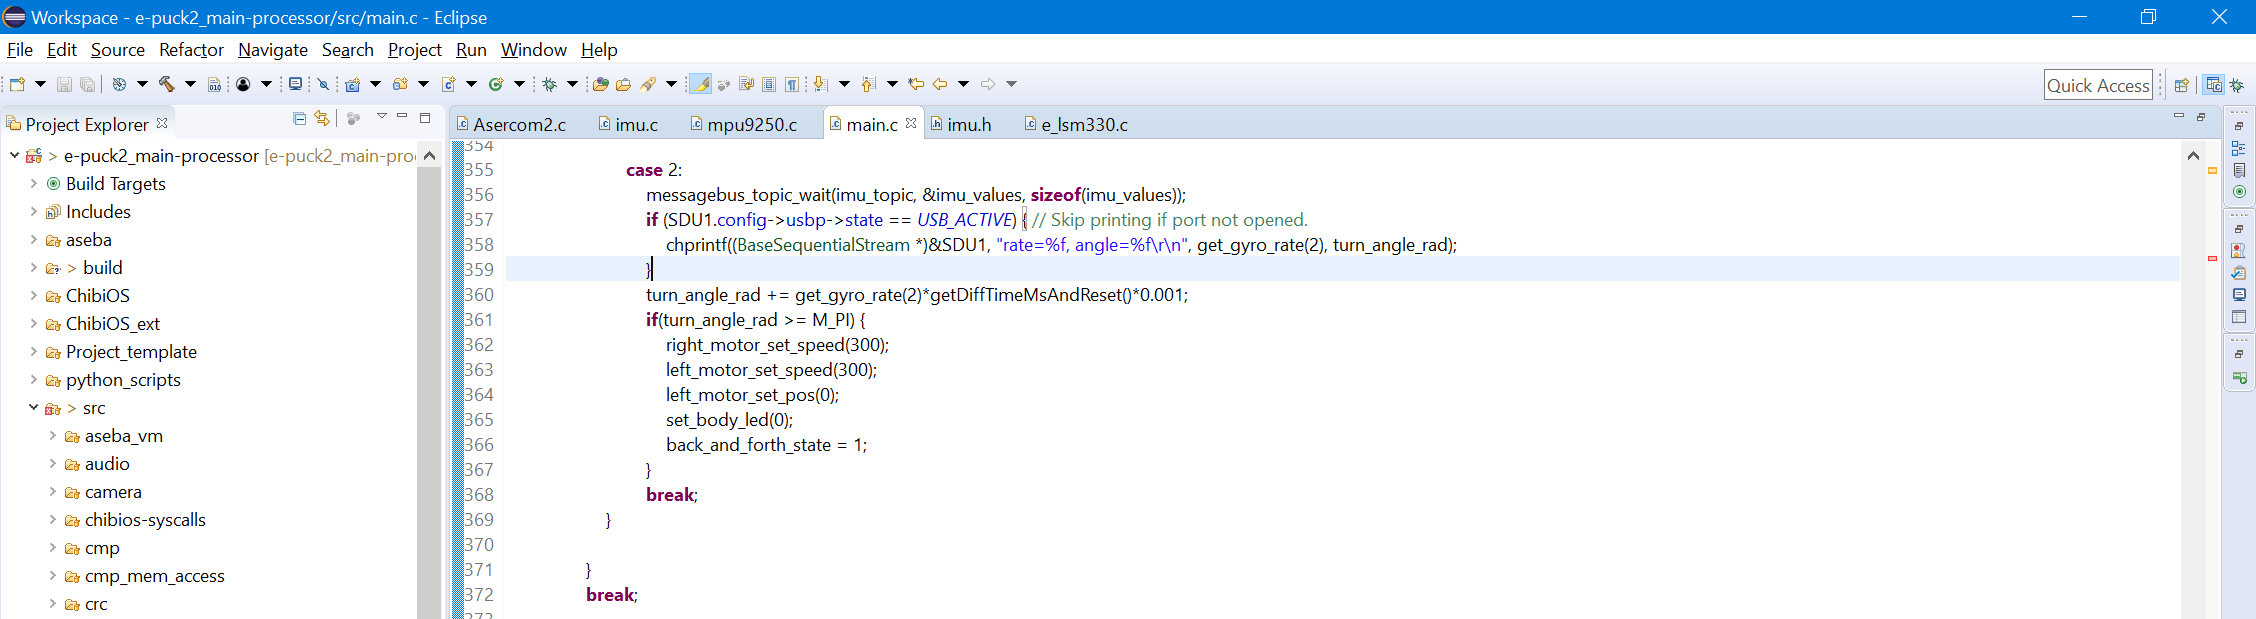 Workspace - e-puck2_main-processor/src/main.c - Eclipse
File Edit Source Refactor Navigate Search Project Run Window Help
Quick Access
Project Explorer
e-puck2_main-processor [e-puck2_main-pro
Build Targets
Includes
aseba
> build
ChibiOS
ChibiOS_ext
Project_template
python_scripts
> src
aseba_vm
audio
camera
chibios-syscalls
cmp
cmp_mem_access
crc
Asercom2.c imu.c mpu9250.c main.c imu.h e_lsm330.c
354
355 case 2:
356 messagebus_topic_wait(imu_topic, &imu_values, sizeof(imu_values));
357 if (SDU1.config->usbp->state == USB_ACTIVE) { // Skip printing if port not opened.
358 chprintf((BaseSequentialStream *)&SDU1, "rate=%f, angle=%f\r\n", get_gyro_rate(2), turn_angle_rad);
359 }
360 turn_angle_rad += get_gyro_rate(2)*getDiffTimeMsAndReset()*0.001;
361 if(turn_angle_rad >= M_PI) {
362 right_motor_set_speed(300);
363 left_motor_set_speed(300);
364 left_motor_set_pos(0);
365 set_body_led(0);
366 back_and_forth_state = 1;
367 }
368 break;
369 }
370
371 }
372 break;
373